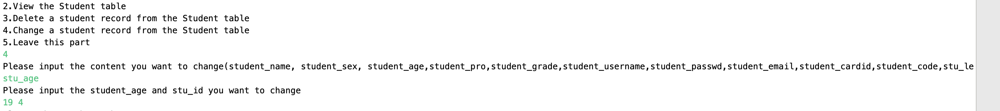 2.View the Student table
3.Delete a student record from the Student table
4.Change a student record from the Student table
5.Leave this part
4
Please input the content you want to change(student_name, student_sex, student_age,student_pro,student_grade,student_username,student_passwd,student_email,student_cardid,student_code,stu_le
stu_age
Please input the student_age and stu_id you want to change
19 4